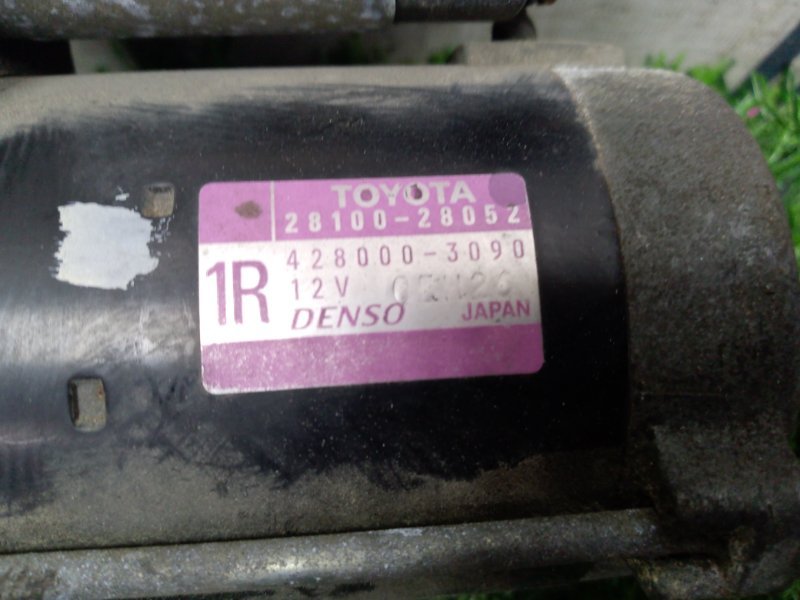 TOYOTA
28100-28052
428000-3090
1R
12V
DENSO JAPAN